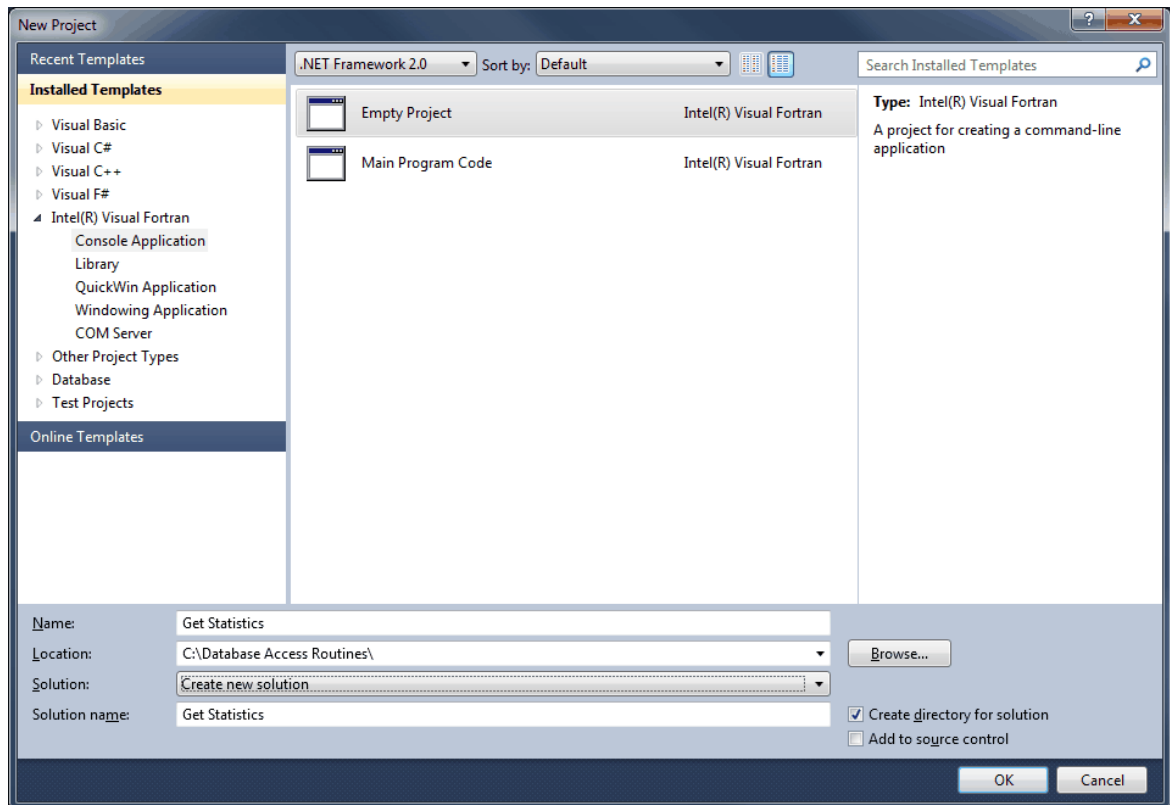 New Project
Recent Templates
Installed Templates
Visual Basic
Visual C#
Visual C++
Visual F#
Intel(R) Visual Fortran
Console Application
Library
QuickWin Application
Windowing Application
COM Server
Other Project Types
Database
Test Projects
Online Templates
.NET Framework 2.0 Sort by: Default
Empty Project Intel(R) Visual Fortran
Main Program Code Intel(R) Visual Fortran
Search Installed Templates
Type: Intel(R) Visual Fortran
A project for creating a command-line
application
Name: Get Statistics
Location: C:\Database Access Routines\ Browse...
Solution: Create new solution
Solution name: Get Statistics
Create directory for solution
Add to source control
OK Cancel